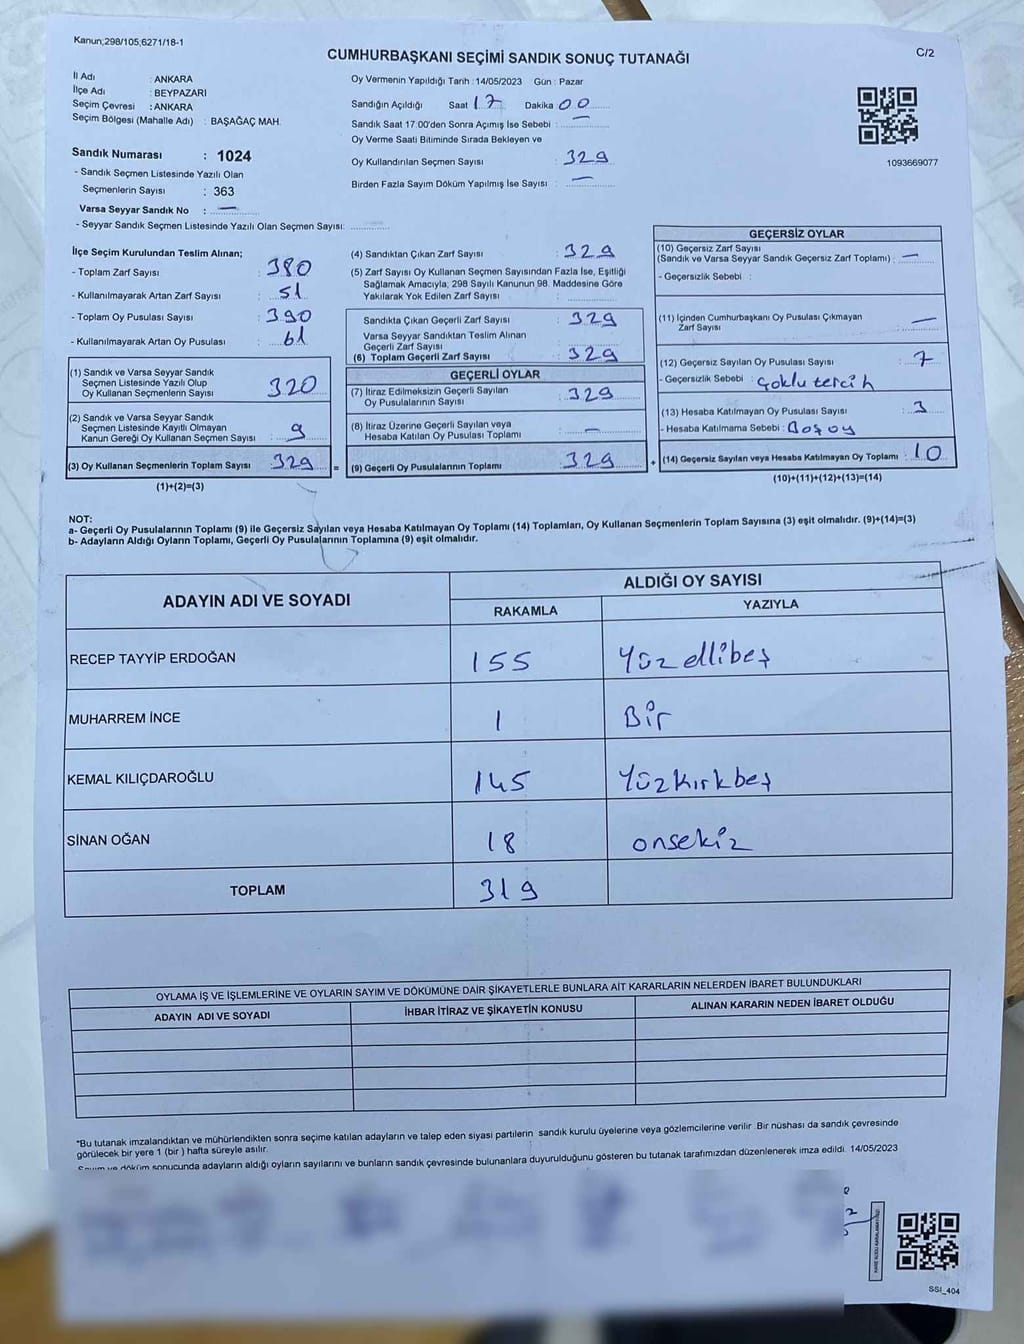 Kanun;298/105;6271/18-1
CUMHURBAŞKANI SEÇİMİ SANDIK SONUÇ TUTANAĞI
C/2
İl Adı : ANKARA
İlçe Adı : BEYPAZARI
Seçim Çevresi : ANKARA
Seçim Bölgesi (Mahalle Adı) : BAŞAĞAÇ MAH.
Sandık Numarası : 1024
- Sandık Seçmen Listesinde Yazılı Olan
Seçmenlerin Sayısı : 363
Varsa Seyyar Sandık No : —
- Seyyar Sandık Seçmen Listesinde Yazılı Olan Seçmen Sayısı:
Oy Vermenin Yapıldığı Tarih : 14/05/2023 Gün : Pazar
Sandığın Açıldığı Saat 17 Dakika 00
Sandık Saat 17:00'den Sonra Açımış İse Sebebi : —
Oy Verme Saati Bitiminde Sırada Bekleyen ve
Oy Kullandırılan Seçmen Sayısı : 329
Birden Fazla Sayım Döküm Yapılmış İse Sayısı : —
1093669077
İlçe Seçim Kurulundan Teslim Alınan;
- Toplam Zarf Sayısı : 380
- Kullanılmayarak Artan Zarf Sayısı : 51
- Toplam Oy Pusulası Sayısı : 390
- Kullanılmayarak Artan Oy Pusulası : 61
(1) Sandık ve Varsa Seyyar Sandık
Seçmen Listesinde Yazılı Olup
Oy Kullanan Seçmenlerin Sayısı : 320
(2) Sandık ve Varsa Seyyar Sandık
Seçmen Listesinde Kayıtlı Olmayan
Kanun Gereği Oy Kullanan Seçmen Sayısı : 9
(3) Oy Kullanan Seçmenlerin Toplam Sayısı : 329 =
(1)+(2)=(3)
(4) Sandıktan Çıkan Zarf Sayısı : 329
(5) Zarf Sayısı Oy Kullanan Seçmen Sayısından Fazla İse, Eşitliği
Sağlamak Amacıyla, 298 Sayılı Kanunun 98. Maddesine Göre
Yakılarak Yok Edilen Zarf Sayısı :
Sandıkta Çıkan Geçerli Zarf Sayısı : 329
Varsa Seyyar Sandıktan Teslim Alınan
Geçerli Zarf Sayısı :
(6) Toplam Geçerli Zarf Sayısı : 329
GEÇERLİ OYLAR
(7) İtiraz Edilmeksizin Geçerli Sayılan
Oy Pusulalarının Sayısı : 329
(8) İtiraz Üzerine Geçerli Sayılan veya
Hesaba Katılan Oy Pusulası Toplamı : —
(9) Geçerli Oy Pusulalarının Toplamı : 329 +
GEÇERSİZ OYLAR
(10) Geçersiz Zarf Sayısı
(Sandık ve Varsa Seyyar Sandık Geçersiz Zarf Toplamı) : —
- Geçersizlik Sebebi :
(11) İçinden Cumhurbaşkanı Oy Pusulası Çıkmayan
Zarf Sayısı : —
(12) Geçersiz Sayılan Oy Pusulası Sayısı : 7
- Geçersizlik Sebebi : Çoklu tercih
(13) Hesaba Katılmayan Oy Pusulası Sayısı : 3
- Hesaba Katılmama Sebebi : Boş oy
(14) Geçersiz Sayılan veya Hesaba Katılmayan Oy Toplamı : 10
(10)+(11)+(12)+(13)=(14)
NOT:
a- Geçerli Oy Pusulalarının Toplamı (9) ile Geçersiz Sayılan veya Hesaba Katılmayan Oy Toplamı (14) Toplamları, Oy Kullanan Seçmenlerin Toplam Sayısına (3) eşit olmalıdır. (9)+(14)=(3)
b- Adayların Aldığı Oyların Toplamı, Geçerli Oy Pusulalarının Toplamına (9) eşit olmalıdır.
ADAYIN ADI VE SOYADI
ALDIĞI OY SAYISI
RAKAMLA YAZIYLA
RECEP TAYYİP ERDOĞAN 155 Yüz ellibeş
MUHARREM İNCE 1 Bir
KEMAL KILIÇDAROĞLU 145 Yüzkırkbeş
SİNAN OĞAN 18 onsekiz
TOPLAM 319
OYLAMA İŞ VE İŞLEMLERİNE VE OYLARIN SAYIM VE DÖKÜMÜNE DAİR ŞİKAYETLERLE BUNLARA AİT KARARLARIN NELERDEN İBARET BULUNDUKLARI
ADAYIN ADI VE SOYADI İHBAR İTİRAZ VE ŞİKAYETİN KONUSU ALINAN KARARIN NEDEN İBARET OLDUĞU
*Bu tutanak imzalandıktan ve mühürlendikten sonra seçime katılan adayların ve talep eden siyasi partilerin sandık kurulu üyelerine veya gözlemcilerine verilir .Bir nüshası da sandık çevresinde
görülecek bir yere 1 (bir ) hafta süreyle asılır.
Sayım ve döküm sonucunda adayların aldığı oyların sayılarını ve bunların sandık çevresinde bulunanlara duyurulduğunu gösteren bu tutanak tarafımızdan düzenlenerek imza edildi. 14/05/2023
SSI_404